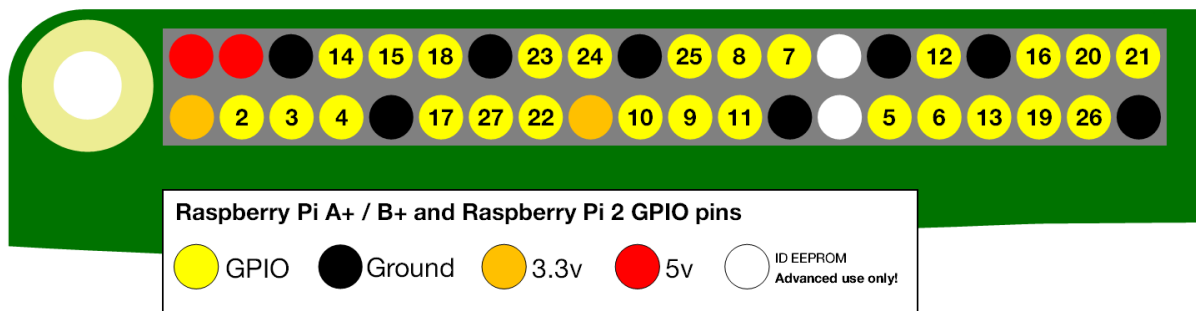 14 15 18 23 24 25 8 7 12 16 20 21
2 3 4 17 27 22 10 9 11 5 6 13 19 26
Raspberry Pi A+ / B+ and Raspberry Pi 2 GPIO pins
GPIO Ground 3.3v 5v ID EEPROM
Advanced use only!